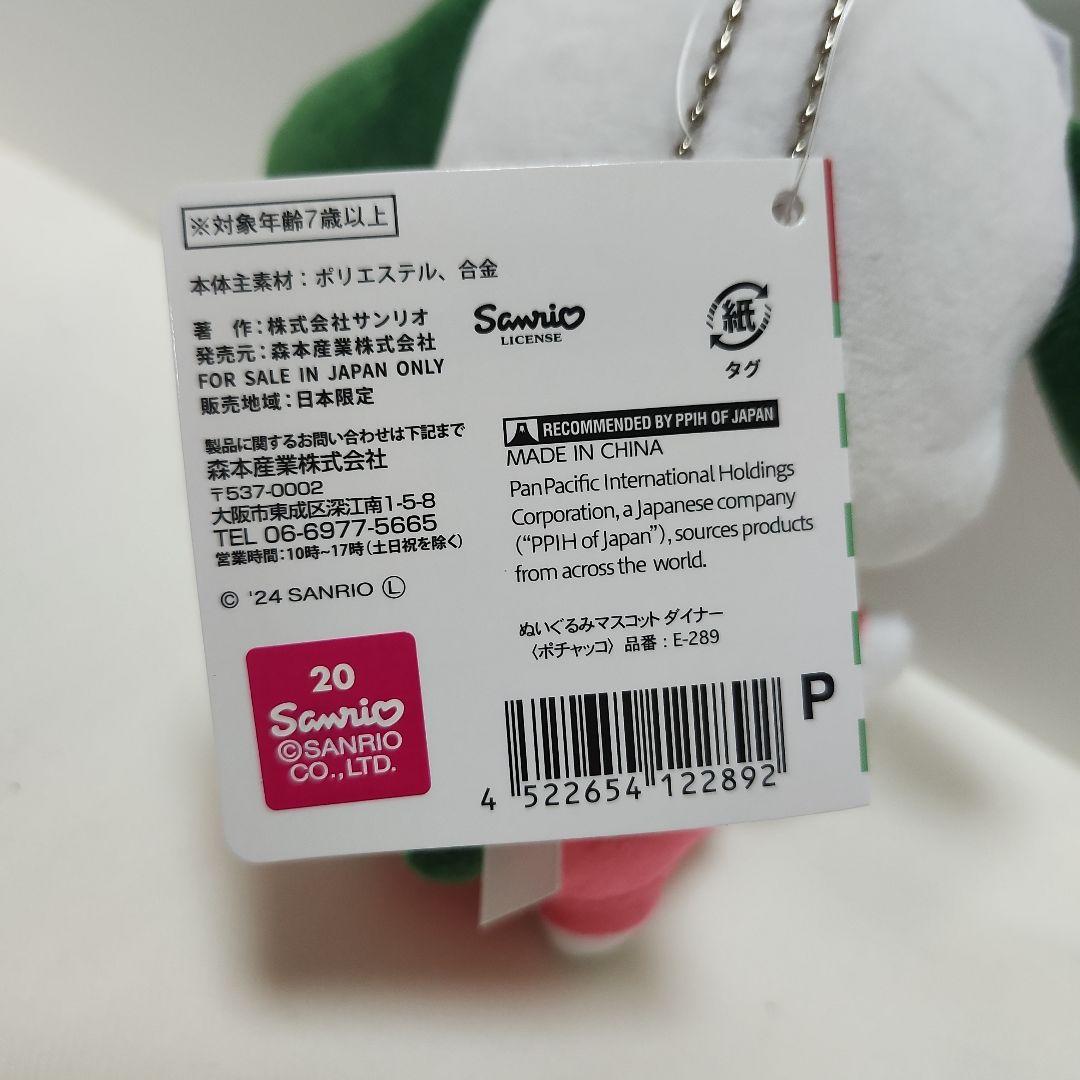 ※対象年齢7歳以上
本体主素材：ポリエステル、合金
著　作：株式会社サンリオ
発売元：森本産業株式会社
FOR SALE IN JAPAN ONLY
販売地域：日本限定
製品に関するお問い合わせは下記まで
森本産業株式会社
〒537-0002
大阪市東成区深江南1-5-8
TEL 06-6977-5665
営業時間：10時~17時（土日祝を除く）
© '24 SANRIO Ⓛ
20
Sanrio
©SANRIO
CO.,LTD.
Sanrio
LICENSE
紙
タグ
RECOMMENDED BY PPIH OF JAPAN
MADE IN CHINA
Pan Pacific International Holdings
Corporation, a Japanese company
(“PPIH of Japan”), sources products
from across the world.
ぬいぐるみマスコット ダイナー
〈ポチャッコ〉 品番：E-289
P
4 522654 122892